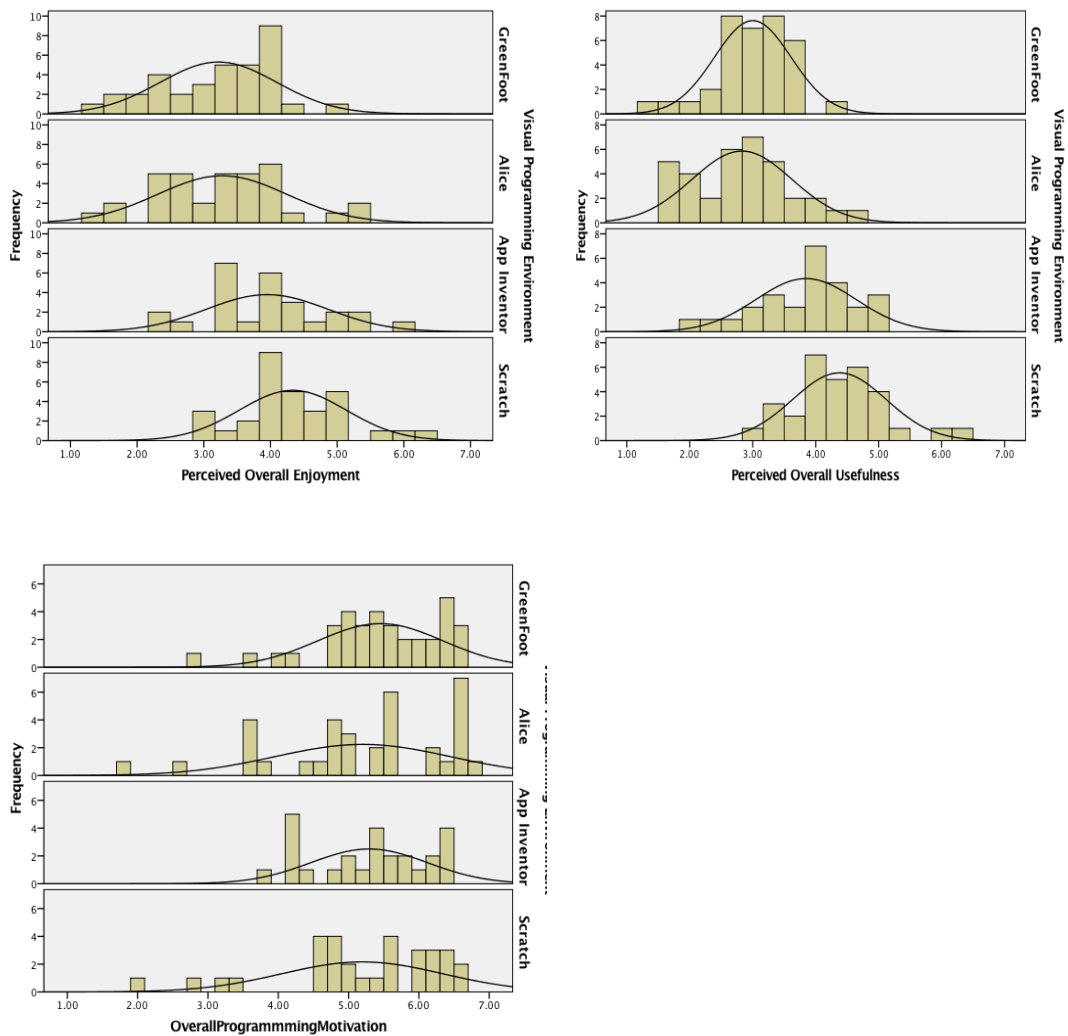 10
8
6
4
2
0
GreenFoot
10
8
6
4
2
0
Alice
10
8
6
4
2
0
App Inventor
10
8
6
4
2
0
Scratch
Frequency
Visual Programming Environment
1.00 2.00 3.00 4.00 5.00 6.00 7.00
Perceived Overall Enjoyment
8
6
4
2
0
GreenFoot
8
6
4
2
0
Alice
8
6
4
2
0
App Inventor
8
6
4
2
0
Scratch
Frequency
Visual Programming Environment
1.00 2.00 3.00 4.00 5.00 6.00 7.00
Perceived Overall Usefulness
6
4
2
0
GreenFoot
6
4
2
0
Alice
6
4
2
0
App Inventor
6
4
2
0
Scratch
Frequency
1.00 2.00 3.00 4.00 5.00 6.00 7.00
OverallProgrammmingMotivation